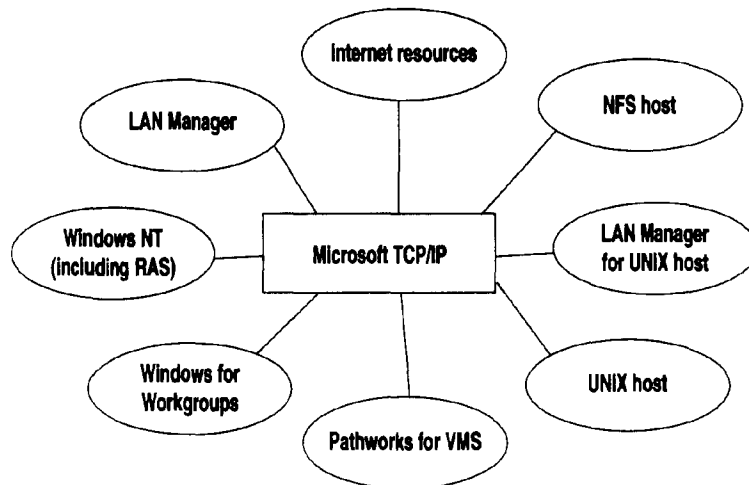 Internet resources
LAN Manager
NFS host
Windows NT
(including RAS)
Microsoft TCP/IP
LAN Manager
for UNIX host
Windows for
Workgroups
UNIX host
Pathworks for VMS